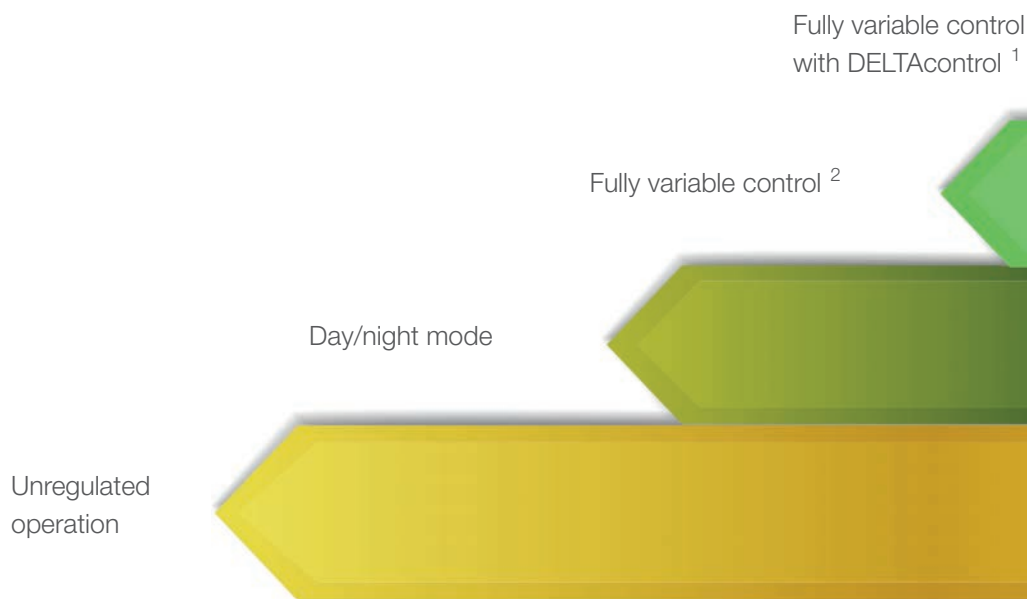 Fully variable control
with DELTAcontrol 1
Fully variable control 2
Day/night mode
Unregulated
operation